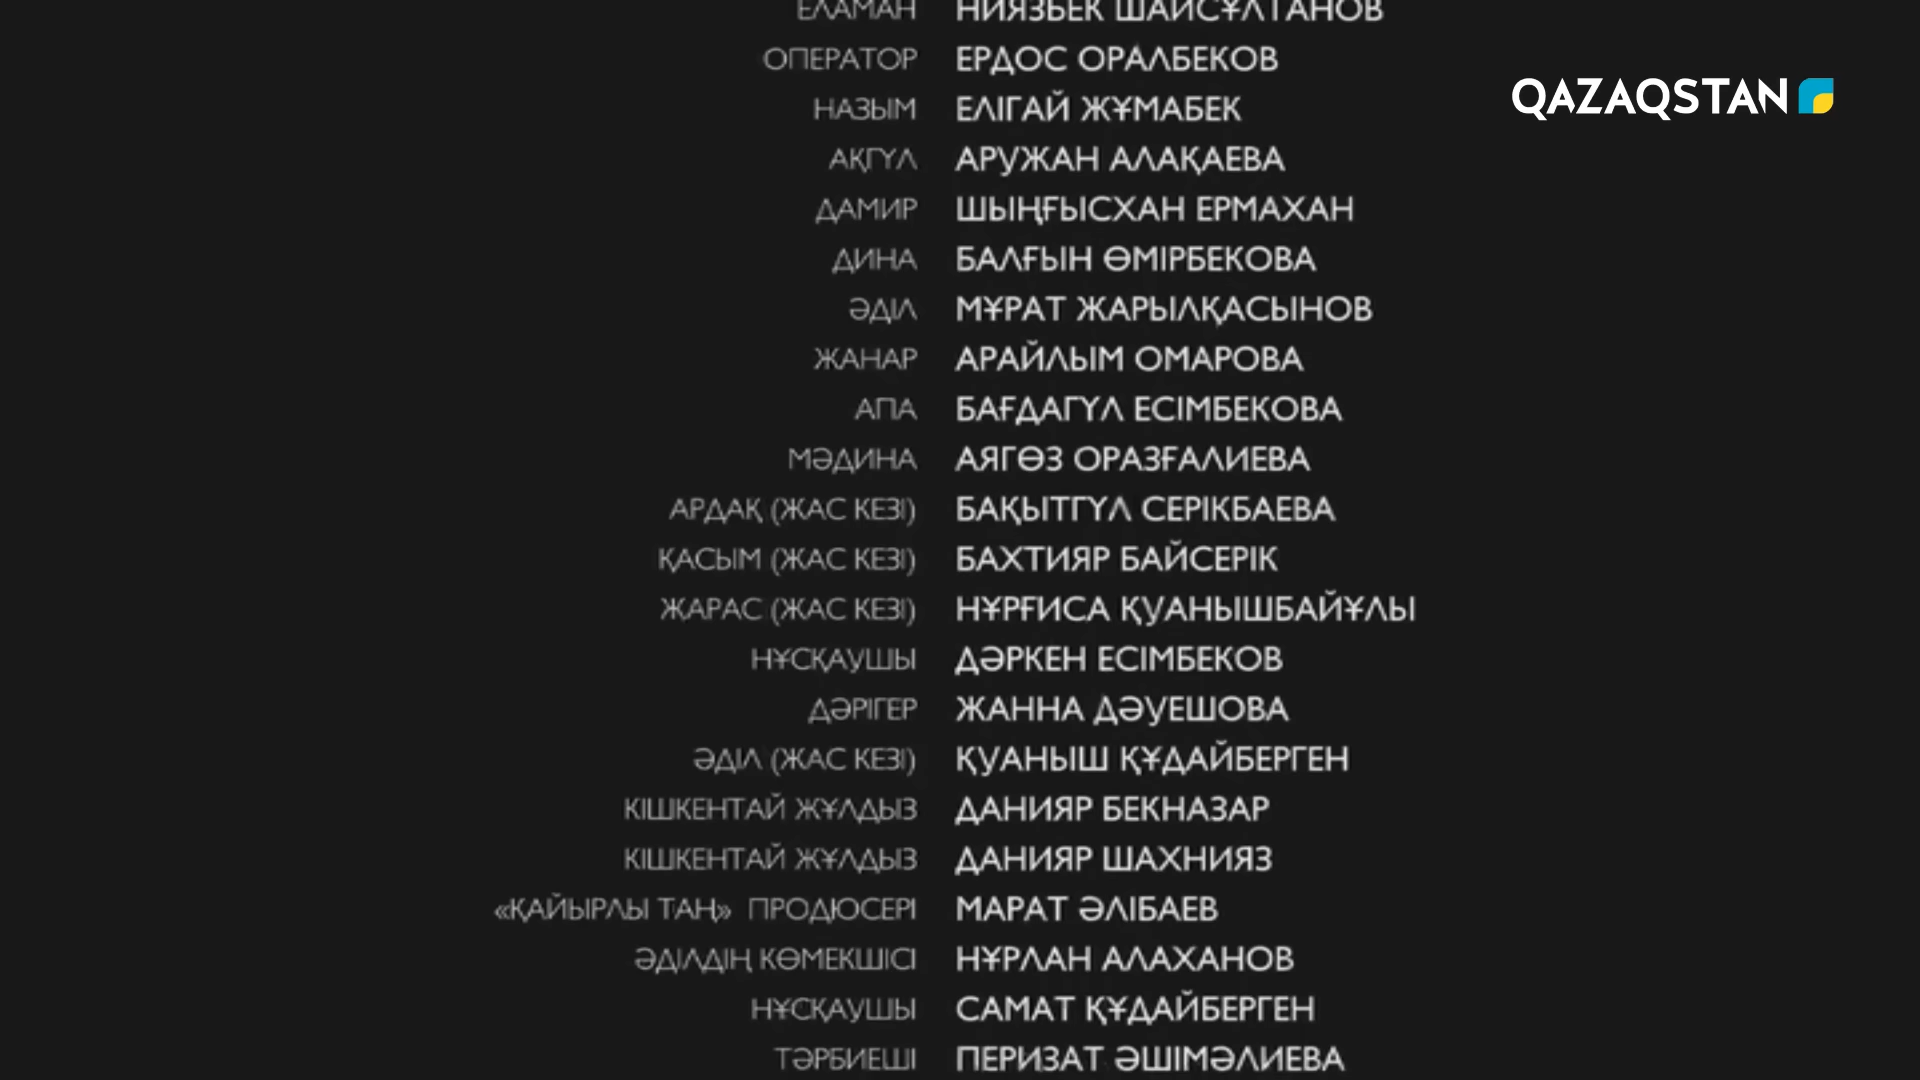 ЕЛАМАН НИЯЗБЕК ШАЙСҰЛТАНОВ
ОПЕРАТОР ЕРДОС ОРАЛБЕКОВ
QAZAQSTAN
НАЗЫМ ЕЛІГАЙ ЖҰМАБЕК
АҚГҮЛ АРУЖАН АЛАҚАЕВА
ДАМИР ШЫҢҒЫСХАН ЕРМАХАН
ДИНА БАЛҒЫН ӨМІРБЕКОВА
ӘДІЛ МҰРАТ ЖАРЫЛҚАСЫНОВ
ЖАНАР АРАЙЛЫМ ОМАРОВА
АПА БАҒДАГҮЛ ЕСІМБЕКОВА
МӘДИНА АЯГӨЗ ОРАЗҒАЛИЕВА
АРДАҚ (ЖАС КЕЗІ) БАҚЫТГҮЛ СЕРІКБАЕВА
ҚАСЫМ (ЖАС КЕЗІ) БАХТИЯР БАЙСЕРІК
ЖАРАС (ЖАС КЕЗІ) НҰРҒИСА ҚУАНЫШБАЙҰЛЫ
НҰСҚАУШЫ ДӘРКЕН ЕСІМБЕКОВ
ДӘРІГЕР ЖАННА ДӘУЕШОВА
ӘДІЛ (ЖАС КЕЗІ) ҚУАНЫШ ҚҰДАЙБЕРГЕН
КІШКЕНТАЙ ЖҰЛДЫЗ ДАНИЯР БЕКНАЗАР
КІШКЕНТАЙ ЖҰЛДЫЗ ДАНИЯР ШАХНИЯЗ
«ҚАЙЫРЛЫ ТАҢ» ПРОДЮСЕРІ МАРАТ ӘЛІБАЕВ
ӘДІЛДІҢ КӨМЕКШІСІ НҰРЛАН АЛАХАНОВ
НҰСҚАУШЫ САМАТ ҚҰДАЙБЕРГЕН
ТӘРБИЕШІ ПЕРИЗАТ ӘШІМӘЛИЕВА